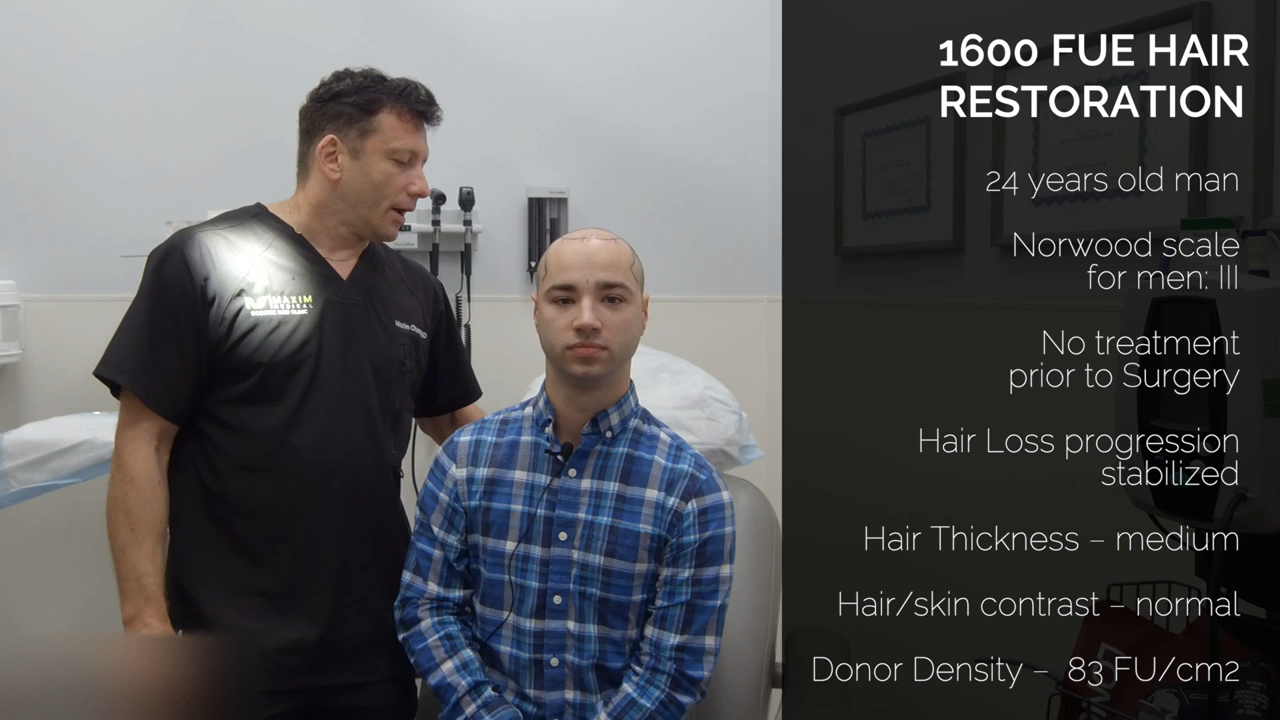 1600 FUE HAIR
RESTORATION
24 years old man
Norwood scale
for men: III
No treatment
prior to Surgery
Hair Loss progression
stabilized
Hair Thickness – medium
Hair/skin contrast – normal
Donor Density – 83 FU/cm2
MAXIM
MEDICAL